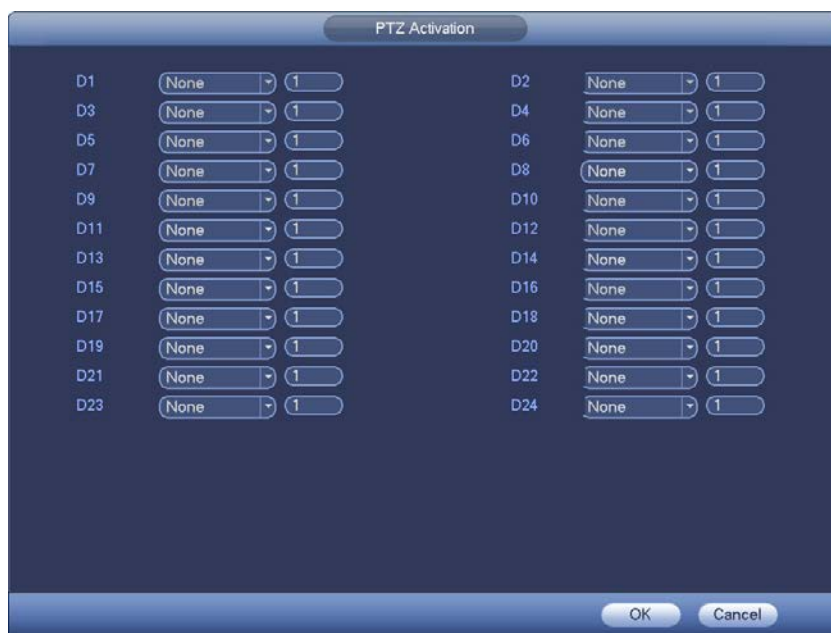 PTZ Activation
D1 None 1 D2 None 1
D3 None 1 D4 None 1
D5 None 1 D6 None 1
D7 None 1 D8 None 1
D9 None 1 D10 None 1
D11 None 1 D12 None 1
D13 None 1 D14 None 1
D15 None 1 D16 None 1
D17 None 1 D18 None 1
D19 None 1 D20 None 1
D21 None 1 D22 None 1
D23 None 1 D24 None 1
OK Cancel